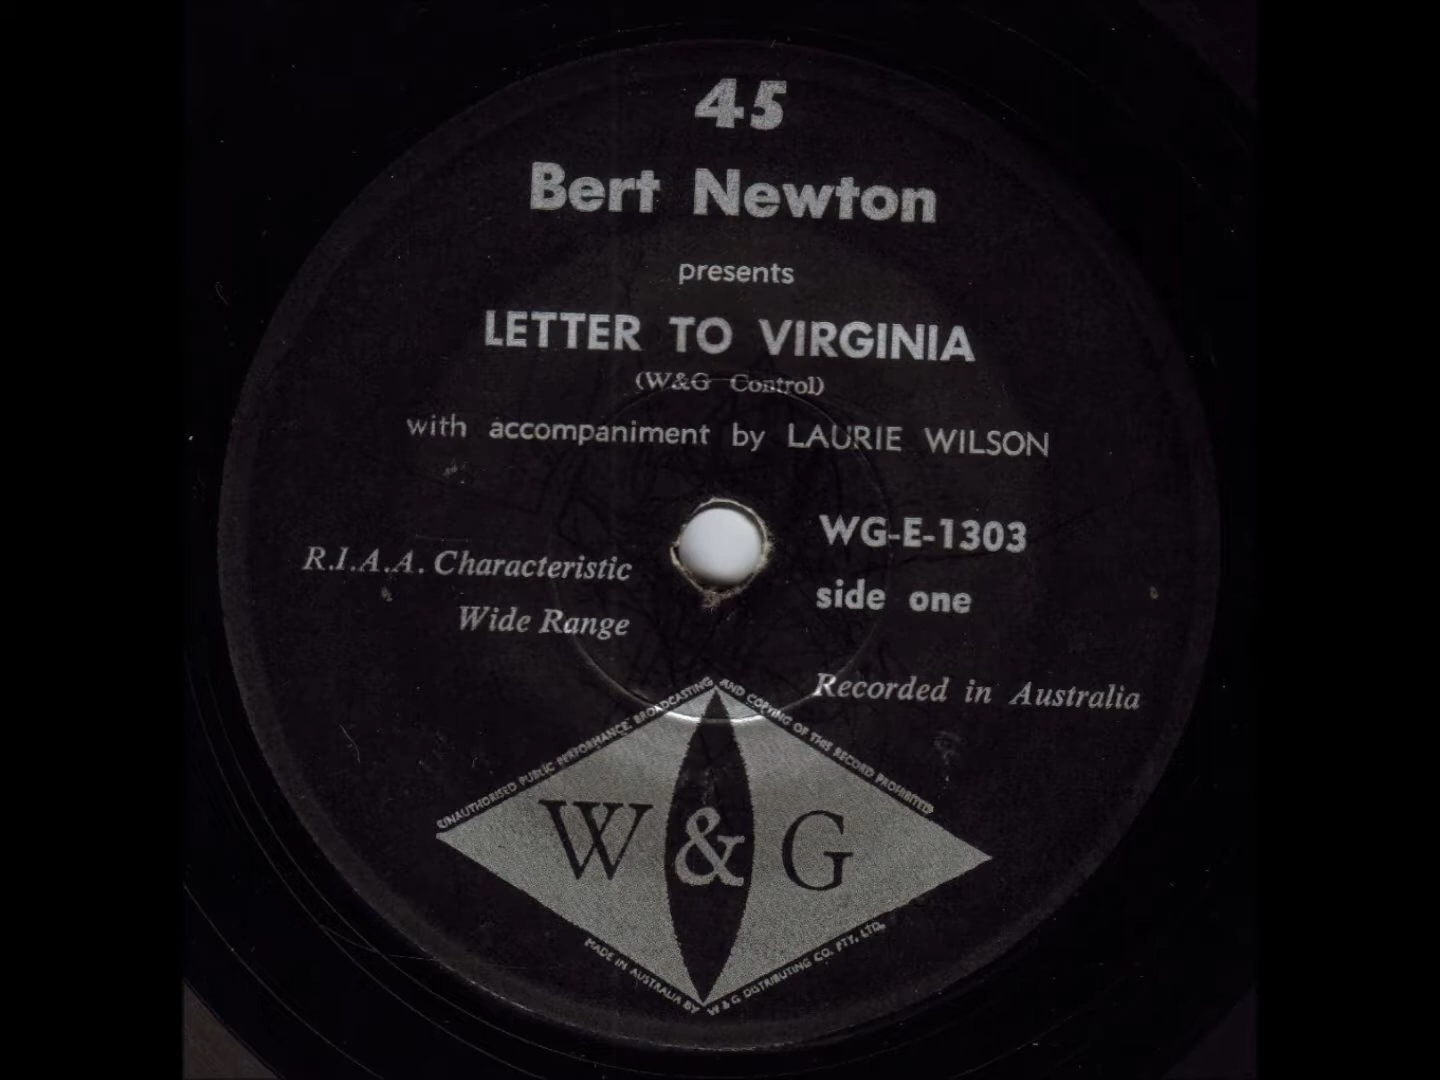 45
Bert Newton
presents
LETTER TO VIRGINIA
(W&G Control)
with accompaniment by LAURIE WILSON
WG-E-1303
R.I.A.A. Characteristic
side one
Wide Range
Recorded in Australia
UNAUTHORISED PUBLIC PERFORMANCE BROADCASTING AND COPYING OF THIS RECORD PROHIBITED
W & G
MADE IN AUSTRALIA BY W & G DISTRIBUTING CO. PTY. LTD.